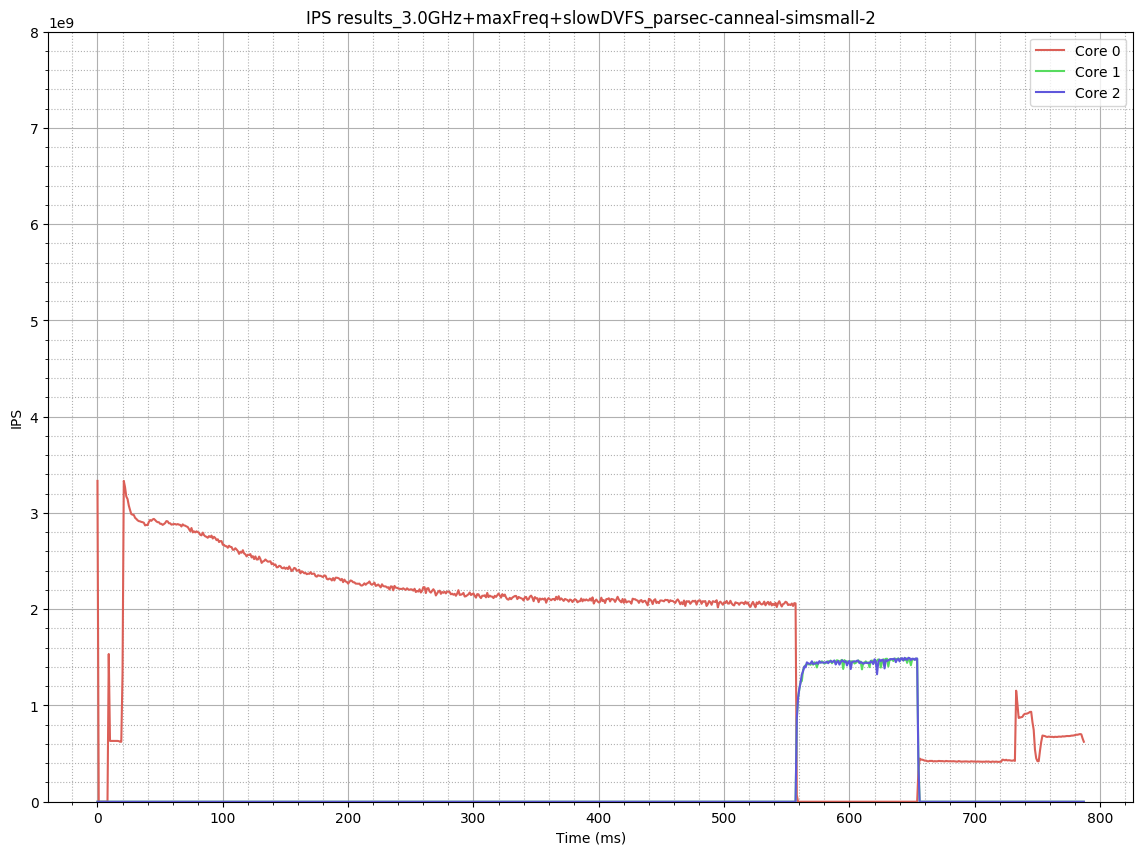 IPS results_3.0GHz+maxFreq+slowDVFS_parsec-canneal-simsmall-2
1e9
8
7
6
5
4
3
2
1
0
IPS
0 100 200 300 400 500 600 700 800
Time (ms)
Core 0
Core 1
Core 2